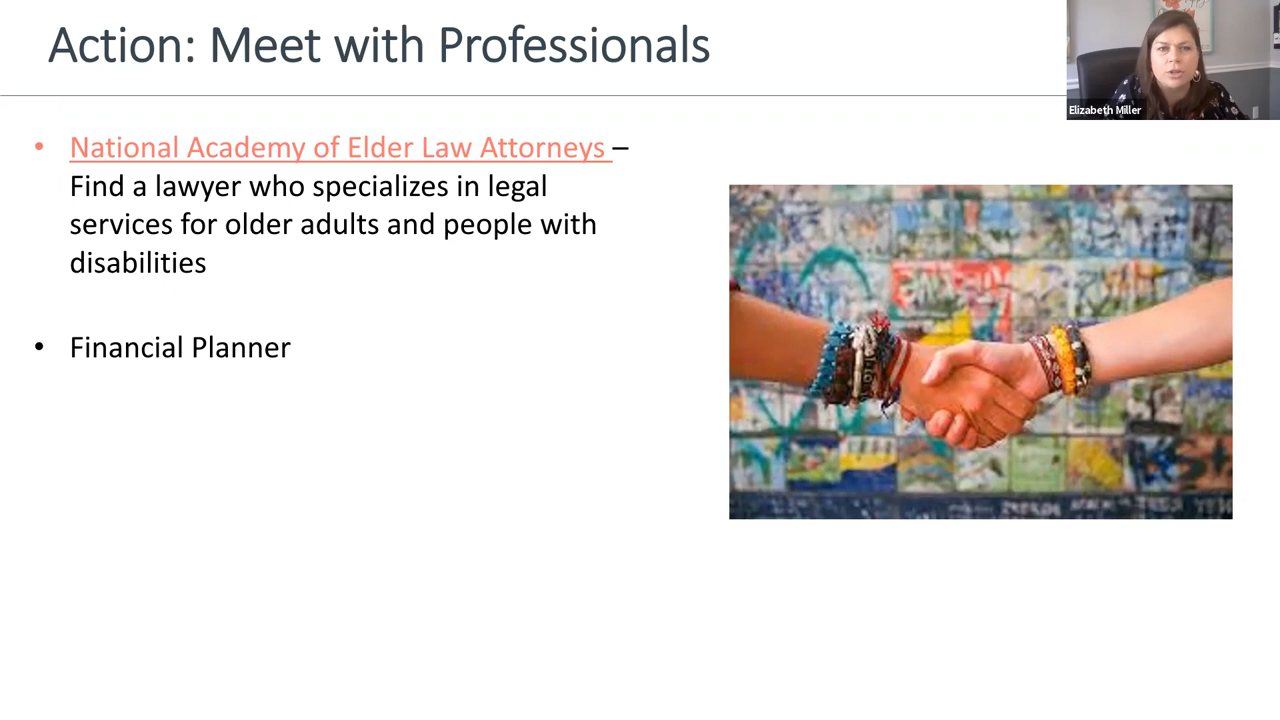 Action: Meet with Professionals
Elizabeth Miller
• National Academy of Elder Law Attorneys –
Find a lawyer who specializes in legal
services for older adults and people with
disabilities
• Financial Planner